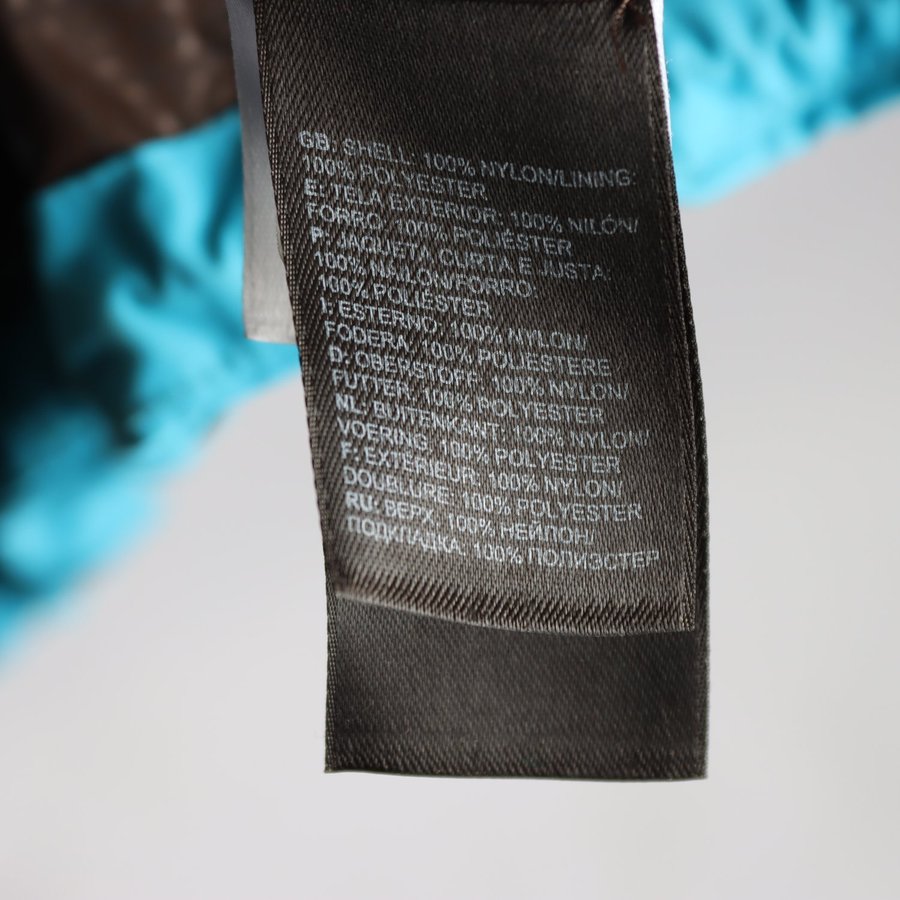 GB: SHELL: 100% NYLON/LINING:
100% POLYESTER
E: TELA EXTERIOR: 100% NILÓN/
FORRO: 100% POLIÉSTER
P: JAQUETA CURTA E JUSTA:
100% NÁILON/FORRO:
100% POLIÉSTER
I: ESTERNO: 100% NYLON/
FODERA: 100% POLIESTERE
D: OBERSTOFF: 100% NYLON/
FUTTER: 100% POLYESTER
NL: BUITENKANT: 100% NYLON/
VOERING: 100% POLYESTER
F: EXTÉRIEUR: 100% NYLON/
DOUBLURE: 100% POLYESTER
RU: ВЕРХ: 100% НЕЙЛОН/
ПОДКЛАДКА: 100% ПОЛИЭСТЕР